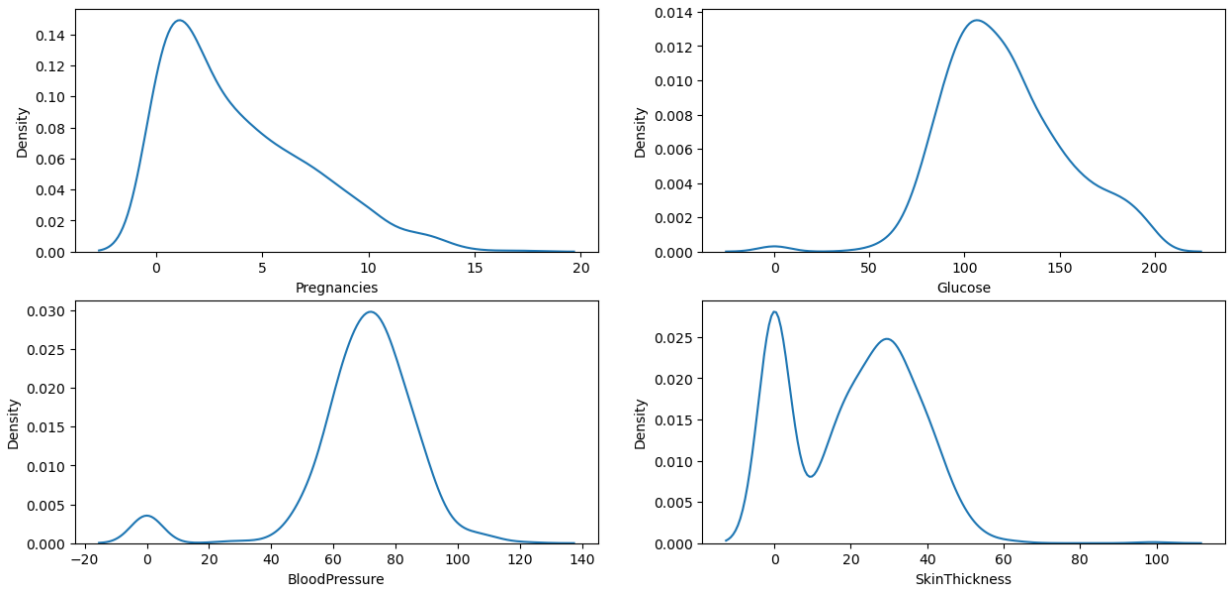 0.14
0.12
0.10
0.08
0.06
0.04
0.02
0.00
Density
0 5 10 15 20
Pregnancies
0.014
0.012
0.010
0.008
0.006
0.004
0.002
0.000
Density
0 50 100 150 200
Glucose
0.030
0.025
0.020
0.015
0.010
0.005
0.000
Density
−20 0 20 40 60 80 100 120 140
BloodPressure
0.025
0.020
0.015
0.010
0.005
0.000
Density
0 20 40 60 80 100
SkinThickness